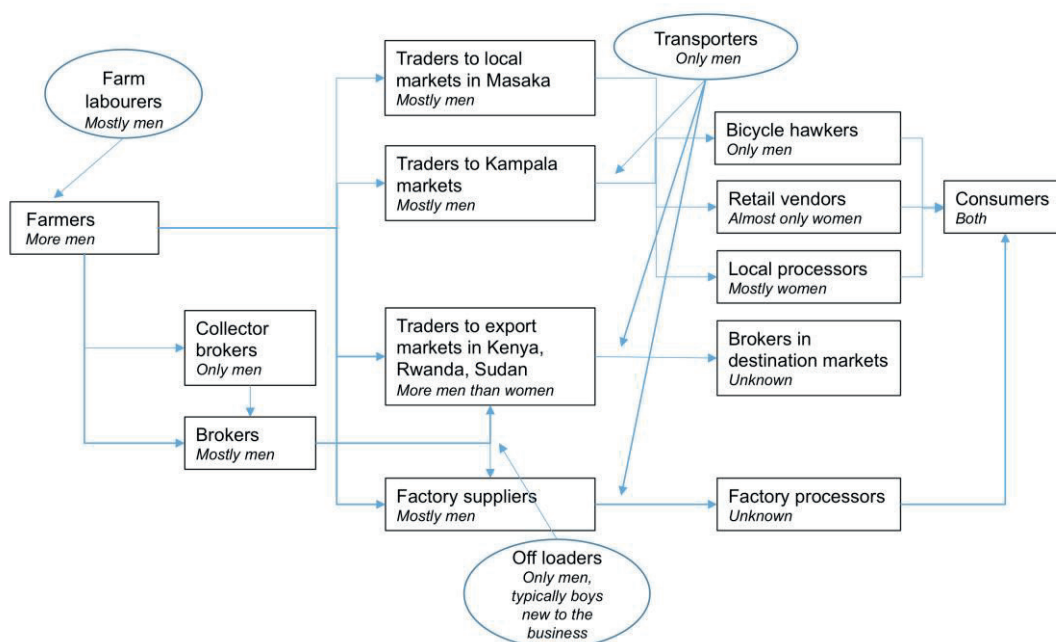 Farm
labourers
Mostly men
Farmers
More men
Collector
brokers
Only men
Brokers
Mostly men
Traders to local
markets in Masaka
Mostly men
Traders to Kampala
markets
Mostly men
Traders to export
markets in Kenya,
Rwanda, Sudan
More men than women
Factory suppliers
Mostly men
Off loaders
Only men,
typically boys
new to the
business
Transporters
Only men
Bicycle hawkers
Only men
Retail vendors
Almost only women
Local processors
Mostly women
Brokers in
destination markets
Unknown
Factory processors
Unknown
Consumers
Both